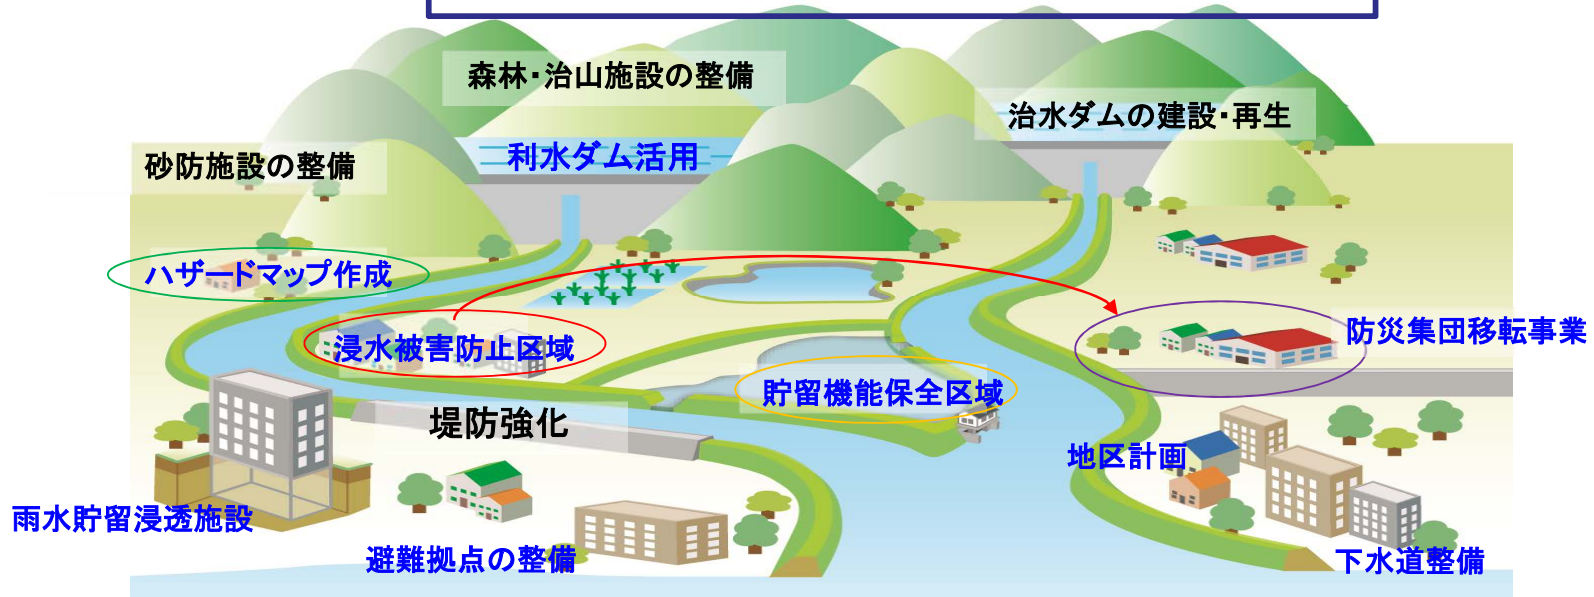 森林・治山施設の整備
治水ダムの建設・再生
砂防施設の整備
利水ダム活用
ハザードマップ作成
浸水被害防止区域
防災集団移転事業
貯留機能保全区域
堤防強化
地区計画
雨水貯留浸透施設
避難拠点の整備
下水道整備